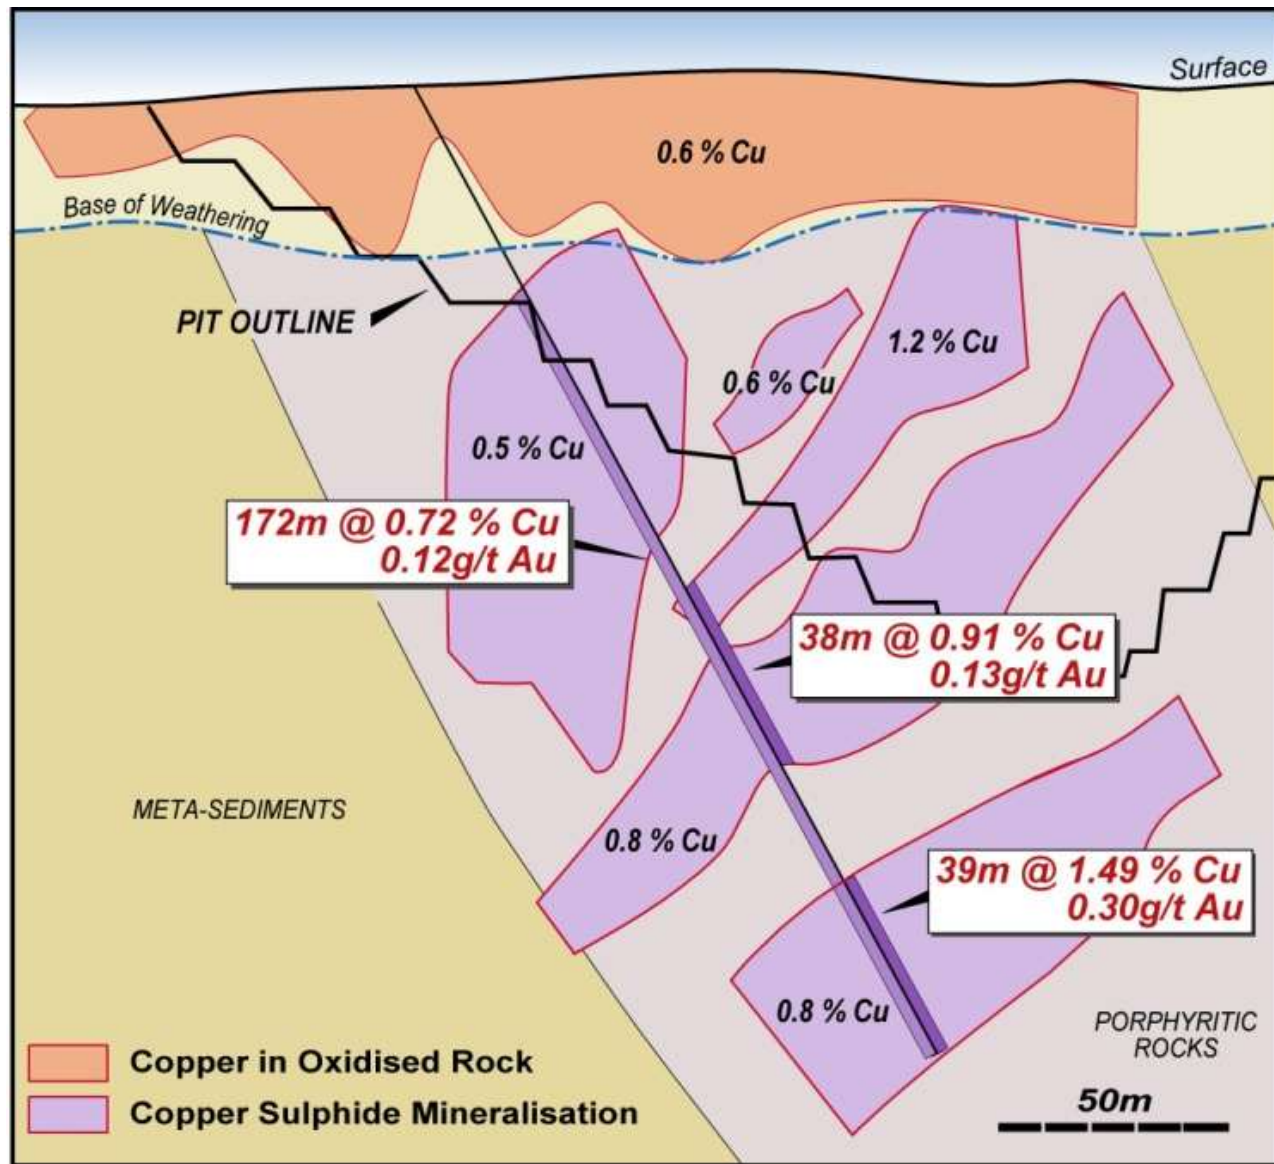 Surface
0.6 % Cu
Base of Weathering
PIT OUTLINE
1.2 % Cu
0.6 % Cu
0.5 % Cu
172m @ 0.72 % Cu
0.12g/t Au
38m @ 0.91 % Cu
0.13g/t Au
META-SEDIMENTS
0.8 % Cu
39m @ 1.49 % Cu
0.30g/t Au
0.8 % Cu
PORPHYRITIC
ROCKS
Copper in Oxidised Rock
Copper Sulphide Mineralisation
50m